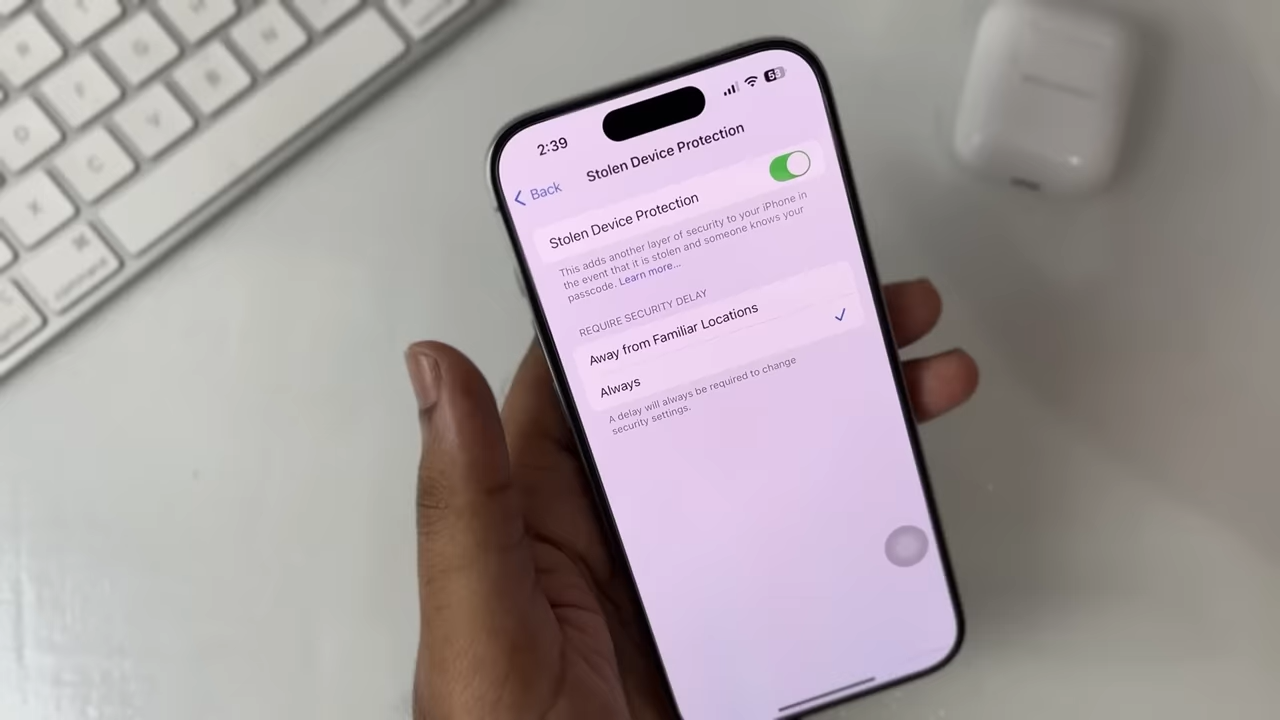 2:39
53
Back
Stolen Device Protection
Stolen Device Protection
This adds another layer of security to your iPhone in
the event that it is stolen and someone knows your
passcode. Learn more...
REQUIRE SECURITY DELAY
Away from Familiar Locations
Always
A delay will always be required to change
security settings.
G
N
F
B
D
V
C
X
⌘
command